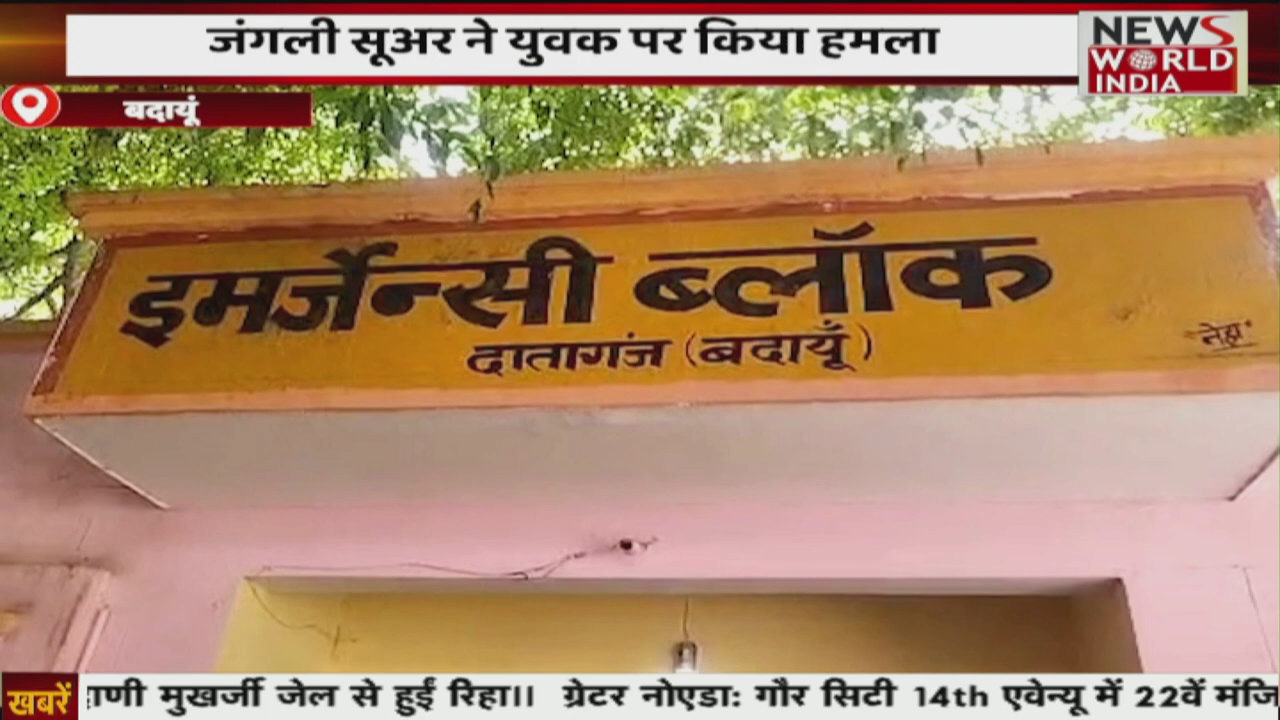 जंगली सूअर ने युवक पर किया हमला
NEWS
WORLD
INDIA
बदायूं
इमर्जेन्सी ब्लॉक
दातागंज (बदायूँ)
नेहा
खबरें
मुखर्जी जेल से हुईं रिहा।। ग्रेटर नोएडा: गौर सिटी 14th एवेन्यू में 22वें